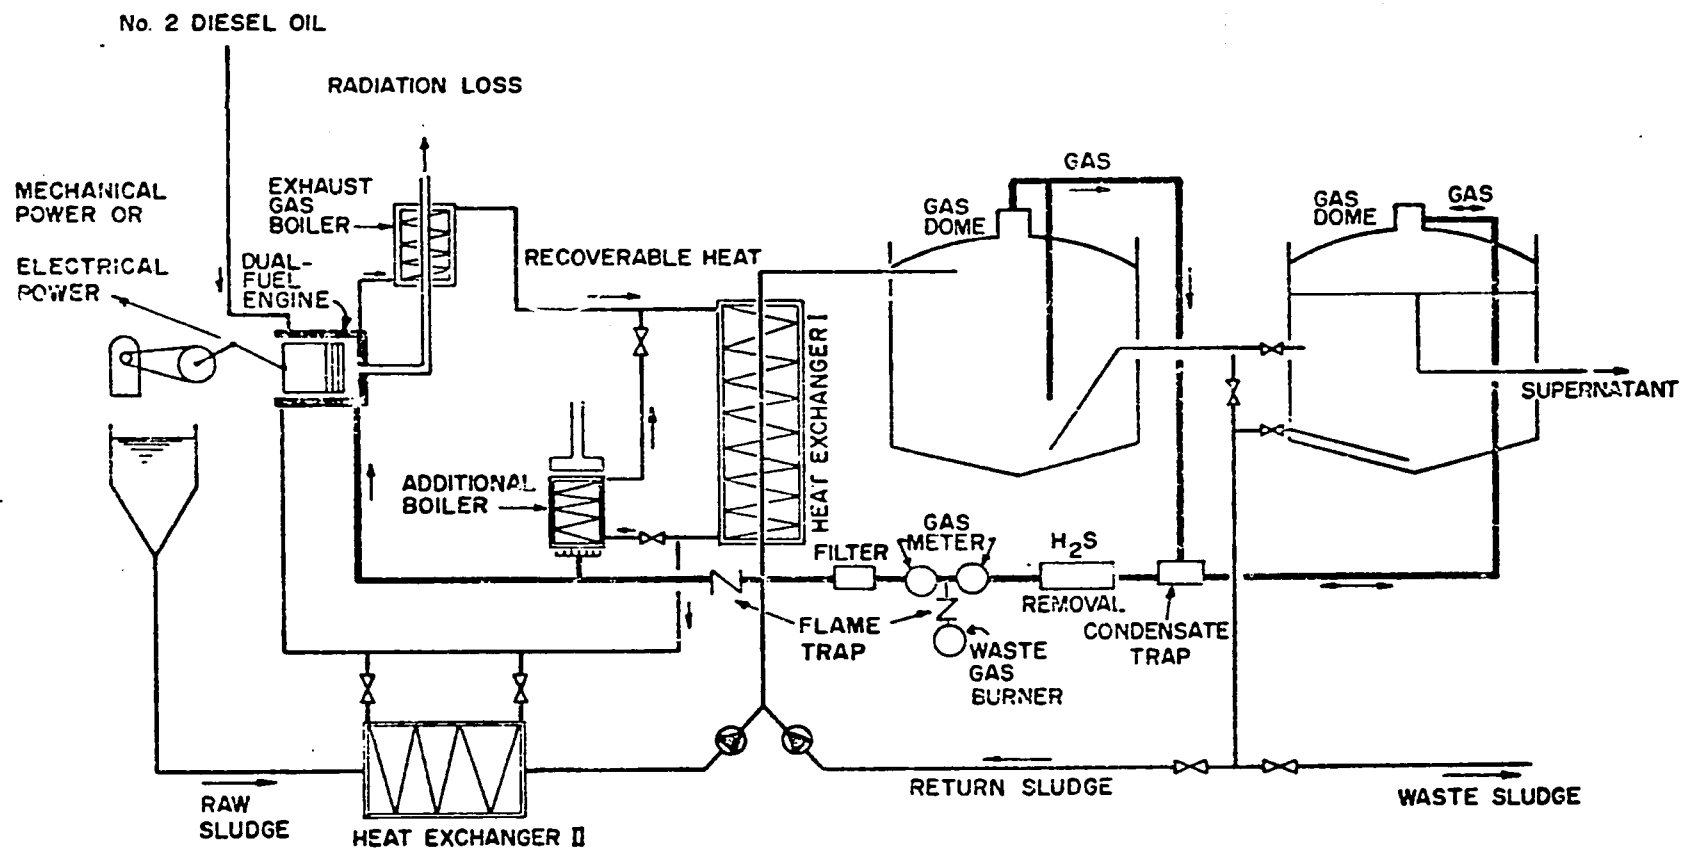 No. 2 DIESEL OIL
RADIATION LOSS
MECHANICAL
POWER OR
ELECTRICAL
POWER
EXHAUST
GAS
BOILER
DUAL-
FUEL
ENGINE
RECOVERABLE HEAT
GAS
GAS
DOME
GAS
DOME
GAS
SUPERNATANT
HEAT EXCHANGER I
ADDITIONAL
BOILER
FILTER
GAS
METER
H2S
REMOVAL
CONDENSATE
TRAP
FLAME
TRAP
WASTE
GAS
BURNER
RAW
SLUDGE
HEAT EXCHANGER II
RETURN SLUDGE
WASTE SLUDGE